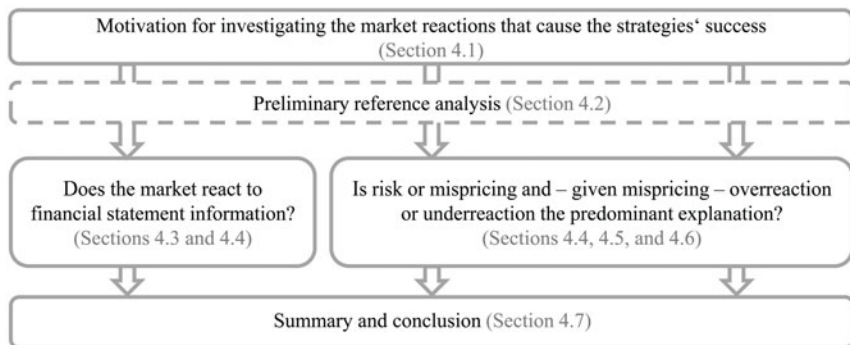 Motivation for investigating the market reactions that cause the strategies‘ success
(Section 4.1)
Preliminary reference analysis (Section 4.2)
Does the market react to
financial statement information?
(Sections 4.3 and 4.4)
Is risk or mispricing and – given mispricing – overreaction
or underreaction the predominant explanation?
(Sections 4.4, 4.5, and 4.6)
Summary and conclusion (Section 4.7)